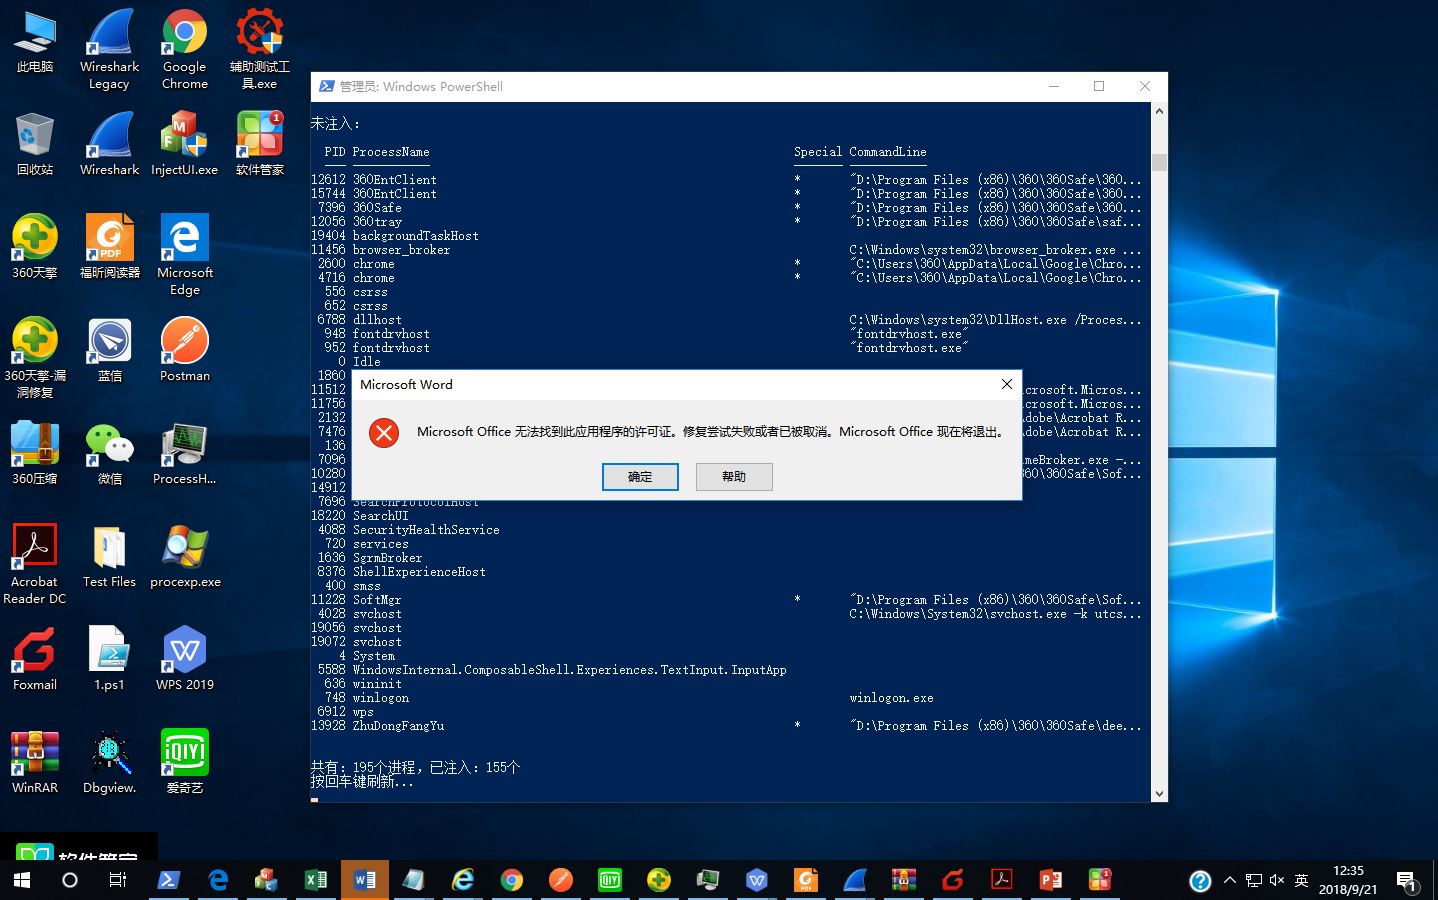 此电脑
Wireshark Legacy
Google Chrome
辅助测试工具.exe
回收站
Wireshark
InjectUI.exe
软件管家
1
360天擎
福昕阅读器
PDF
Microsoft Edge
360天擎-漏洞修复
蓝信
Postman
360压缩
微信
ProcessH...
Acrobat Reader DC
Test Files
procexp.exe
Foxmail
1.ps1
WPS 2019
WinRAR
Dbgview.
爱奇艺
iQIYI
软件管家
管理员: Windows PowerShell
未注入:
PID ProcessName Special CommandLine
12612 360EntClient * "D:\Program Files (x86)\360\360Safe\360...
15744 360EntClient * "D:\Program Files (x86)\360\360Safe\360...
7396 360Safe * "D:\Program Files (x86)\360\360Safe\360...
12056 360tray * "D:\Program Files (x86)\360\360Safe\saf...
19404 backgroundTaskHost
11456 browser_broker C:\Windows\system32\browser_broker.exe ...
2600 chrome * "C:\Users\360\AppData\Local\Google\Chro...
4716 chrome * "C:\Users\360\AppData\Local\Google\Chro...
556 csrss
652 csrss
6788 dllhost C:\Windows\system32\DllHost.exe /Proces...
948 fontdrvhost "fontdrvhost.exe"
952 fontdrvhost "fontdrvhost.exe"
0 Idle
1860
11512 crosoft.Micros...
11756 crosoft.Micros...
2132 dobe\Acrobat R...
7476 dobe\Acrobat R...
136
7096 meBroker.exe -...
10280 60\360Safe\Sof...
14912
7696 SearchProtocolHost
18220 SearchUI
4088 SecurityHealthService
720 services
1636 SgrmBroker
8376 ShellExperienceHost
400 smss
11228 SoftMgr * "D:\Program Files (x86)\360\360Safe\Sof...
4028 svchost C:\Windows\System32\svchost.exe -k utcs...
19056 svchost
19072 svchost
4 System
5588 WindowsInternal.ComposableShell.Experiences.TextInput.InputApp
636 wininit
748 winlogon winlogon.exe
6912 wps
13928 ZhuDongFangYu * "D:\Program Files (x86)\360\360Safe\dee...
共有: 195个进程，已注入: 155个
按回车键刷新...
Microsoft Word
Microsoft Office 无法找到此应用程序的许可证。修复尝试失败或者已被取消。Microsoft Office 现在将退出。
确定
帮助
英
12:35
2018/9/21
1